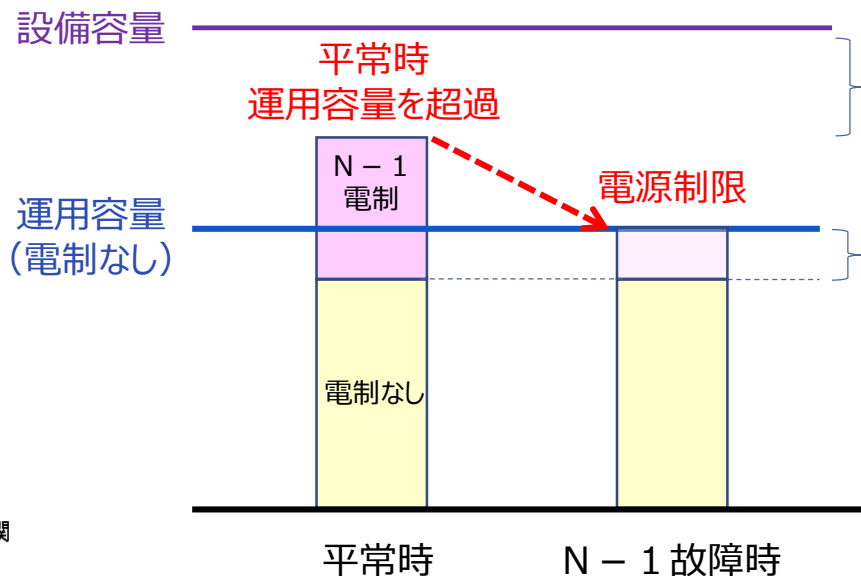 設備容量
平常時
運用容量を超過
N－1
電制
電源制限
運用容量
（電制なし）
電制なし
関
平常時
N－1故障時